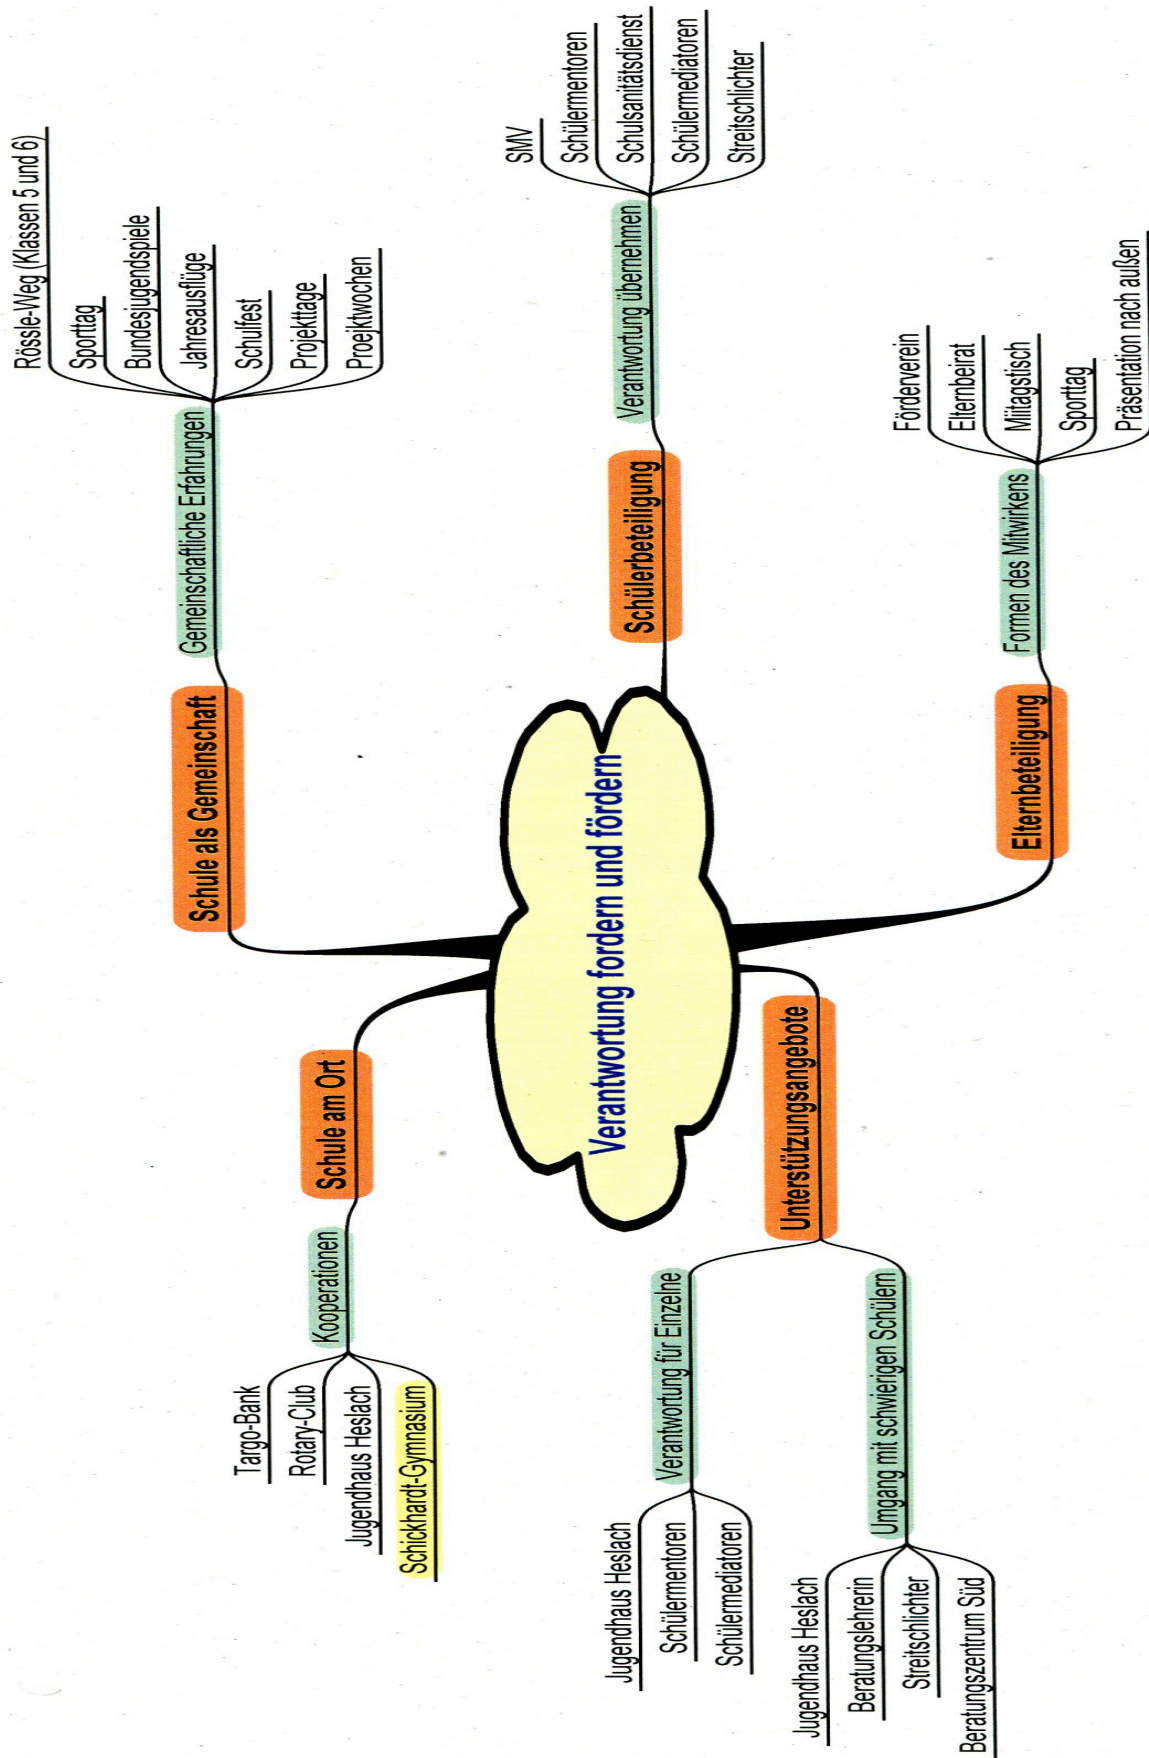 Verantwortung fordern und fördern
Schule als Gemeinschaft
Gemeinschaftliche Erfahrungen
Rössle-Weg (Klassen 5 und 6)
Sporttag
Bundesjugendspiele
Jahresausflüge
Schulfest
Projekttage
Proejktwochen
Schülerbeteiligung
Verantwortung übernehmen
SMV
Schülermentoren
Schulsanitätsdienst
Schülermediatoren
Streitschlichter
Elternbeteiligung
Formen des Mitwirkens
Förderverein
Elternbeirat
Miitagstisch
Sporttag
Präsentation nach außen
Schule am Ort
Kooperationen
Targo-Bank
Rotary-Club
Jugendhaus Heslach
Schickhardt-Gymnasium
Unterstützungsangebote
Verantwortung für Einzelne
Jugendhaus Heslach
Schülermentoren
Schülermediatoren
Umgang mit schwierigen Schülern
Jugendhaus Heslach
Beratungslehrerin
Streitschlichter
Beratungszentrum Süd